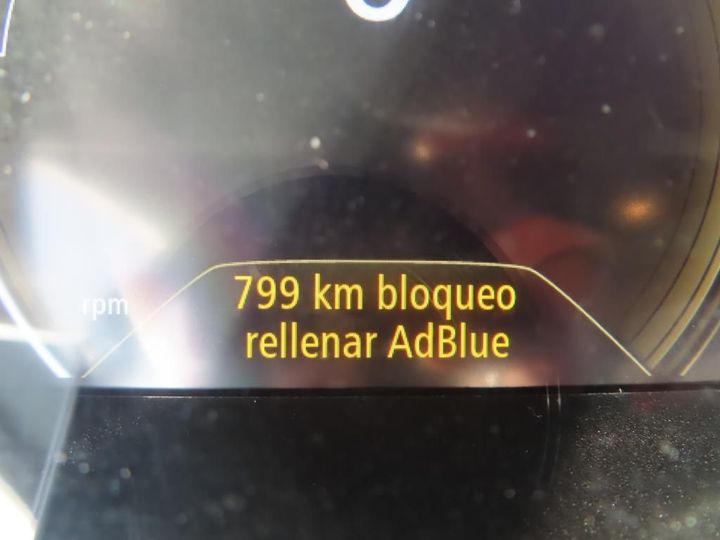 rpm
799 km bloqueo
rellenar AdBlue